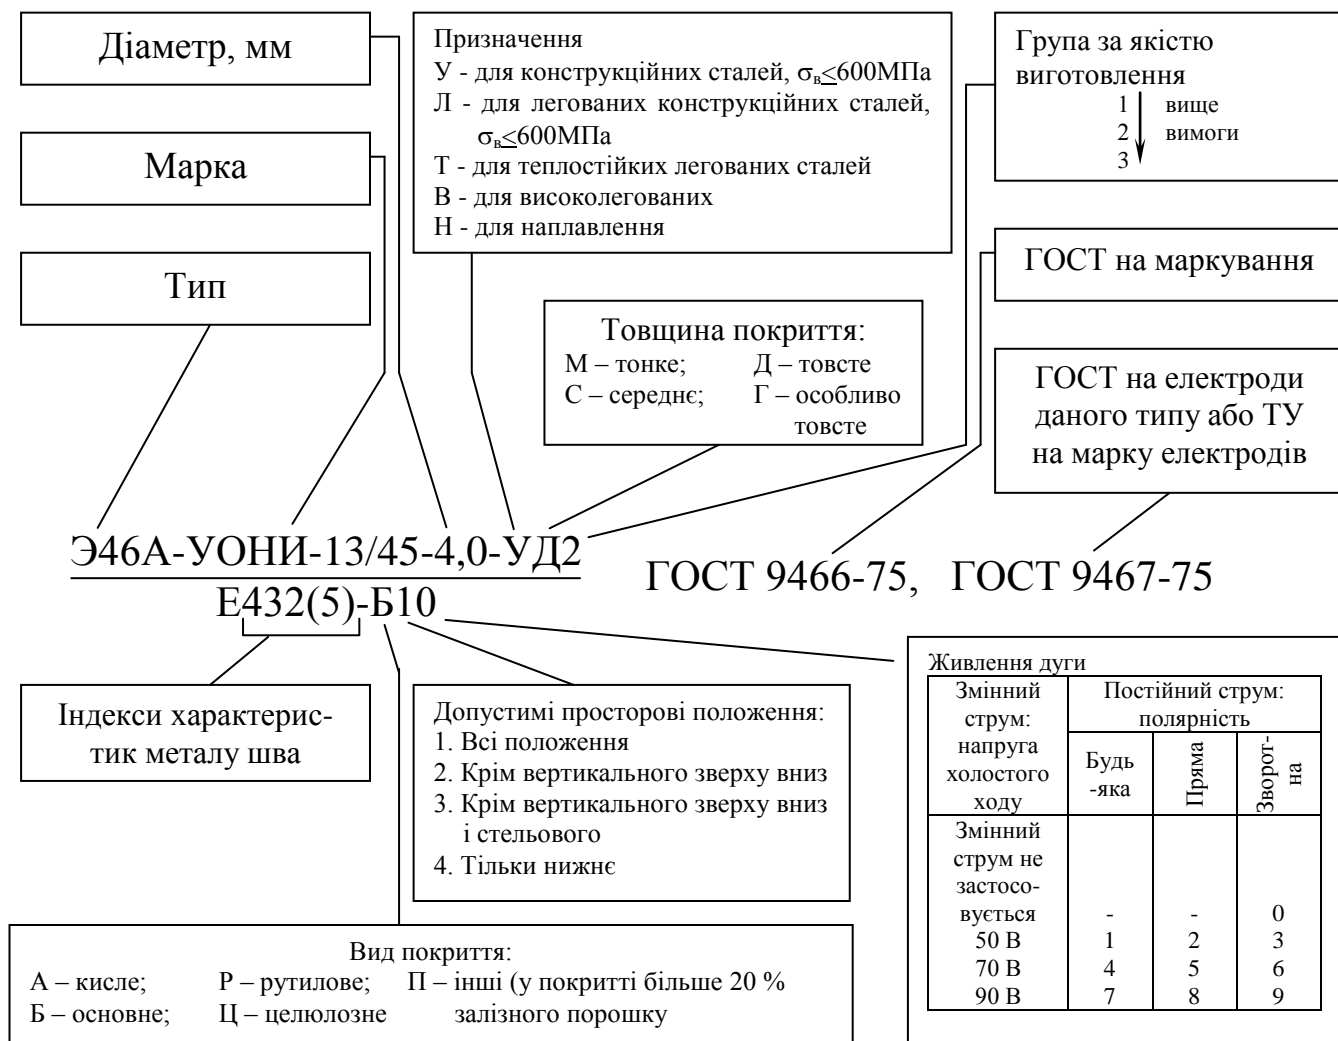 Діаметр, мм
Марка
Тип
Призначення
У - для конструкційних сталей, σв≤600МПа
Л - для легованих конструкційних сталей,
σв≤600МПа
Т - для теплостійких легованих сталей
В - для високолегованих
Н - для наплавлення
Група за якістю
виготовлення
1 вище
2 вимоги
3
ГОСТ на маркування
Товщина покриття:
М – тонке; Д – товсте
С – середнє; Г – особливо
товсте
ГОСТ на електроди
даного типу або ТУ
на марку електродів
Э46А-УОНИ-13/45-4,0-УД2
Е432(5)-Б10
ГОСТ 9466-75, ГОСТ 9467-75
Індекси характерис-
тик металу шва
Допустимі просторові положення:
1. Всі положення
2. Крім вертикального зверху вниз
3. Крім вертикального зверху вниз
і стельового
4. Тільки нижнє
Живлення дуги
Змінний
струм:
напруга
холостого
ходу
Постійний струм:
полярність
Будь
-яка
Пряма
Зворот-
на
Змінний
струм не
застосо-
вується - - 0
50 В 1 2 3
70 В 4 5 6
90 В 7 8 9
Вид покриття:
А – кисле; Р – рутилове; П – інші (у покритті більше 20 %
Б – основне; Ц – целюлозне залізного порошку